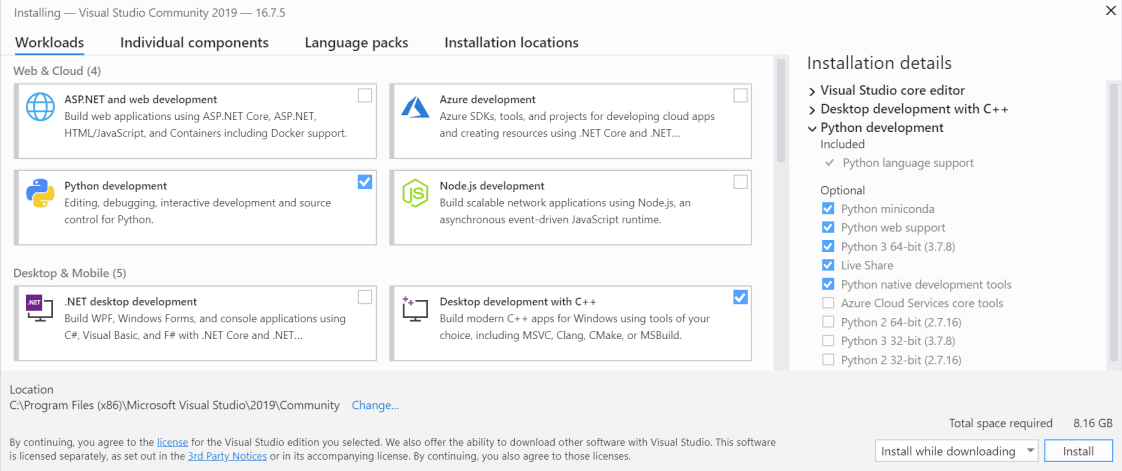 Installing — Visual Studio Community 2019 — 16.7.5
Workloads
Individual components
Language packs
Installation locations
Web & Cloud (4)
ASP.NET and web development
Build web applications using ASP.NET Core, ASP.NET,
HTML/JavaScript, and Containers including Docker support.
Azure development
Azure SDKs, tools, and projects for developing cloud apps
and creating resources using .NET Core and .NET...
Python development
Editing, debugging, interactive development and source
control for Python.
JS
Node.js development
Build scalable network applications using Node.js, an
asynchronous event-driven JavaScript runtime.
Desktop & Mobile (5)
.NET
.NET desktop development
Build WPF, Windows Forms, and console applications using
C#, Visual Basic, and F# with .NET Core and .NET...
Desktop development with C++
Build modern C++ apps for Windows using tools of your
choice, including MSVC, Clang, CMake, or MSBuild.
Installation details
Visual Studio core editor
Desktop development with C++
Python development
Included
Python language support
Optional
Python miniconda
Python web support
Python 3 64-bit (3.7.8)
Live Share
Python native development tools
Azure Cloud Services core tools
Python 2 64-bit (2.7.16)
Python 3 32-bit (3.7.8)
Python 2 32-bit (2.7.16)
Location
C:\Program Files (x86)\Microsoft Visual Studio\2019\Community Change...
Total space required 8.16 GB
By continuing, you agree to the license for the Visual Studio edition you selected. We also offer the ability to download other software with Visual Studio. This software
is licensed separately, as set out in the 3rd Party Notices or in its accompanying license. By continuing, you also agree to those licenses.
Install while downloading
Install